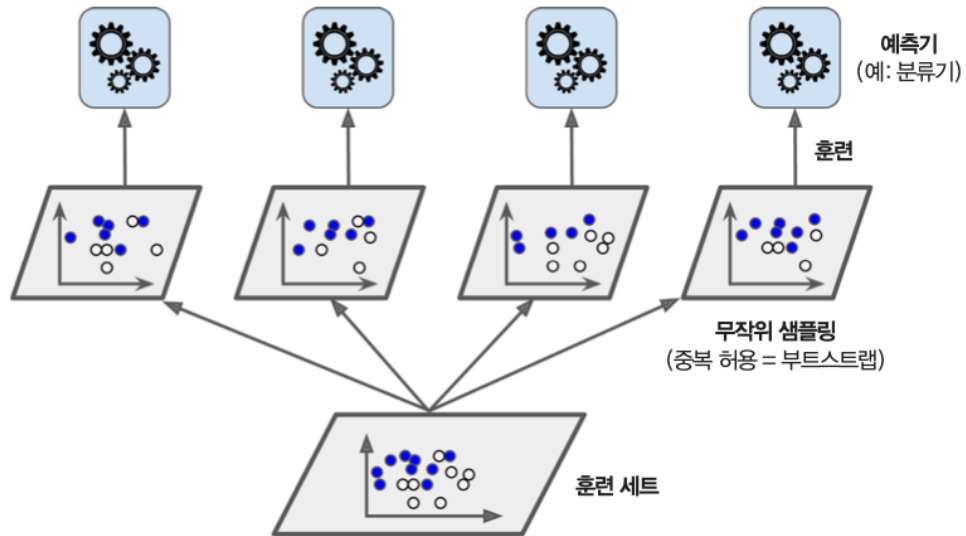 예측기
(예: 분류기)
훈련
무작위 샘플링
(중복 허용 = 부트스트랩)
훈련 세트